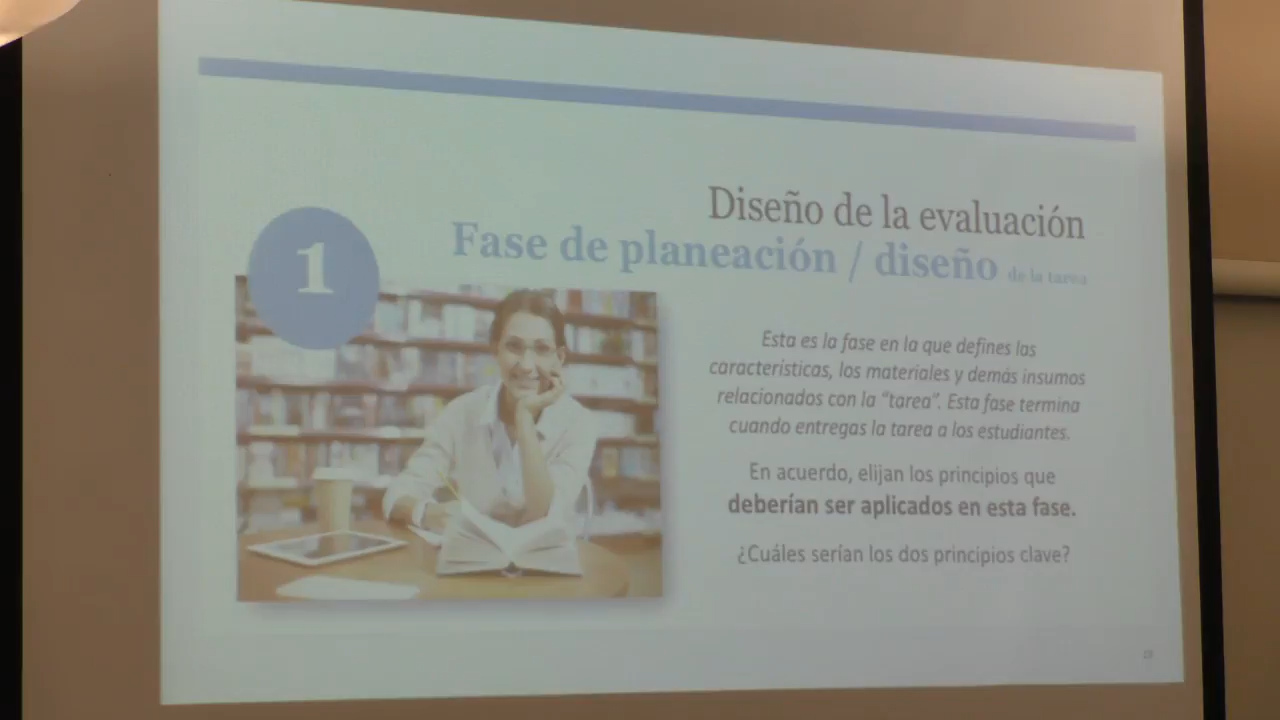 Diseño de la evaluación
1
Fase de planeación / diseño de la tarea
Esta es la fase en la que defines las
características, los materiales y demás insumos
relacionados con la “tarea”. Esta fase termina
cuando entregas la tarea a los estudiantes.
En acuerdo, elijan los principios que
deberían ser aplicados en esta fase.
¿Cuáles serían los dos principios clave?